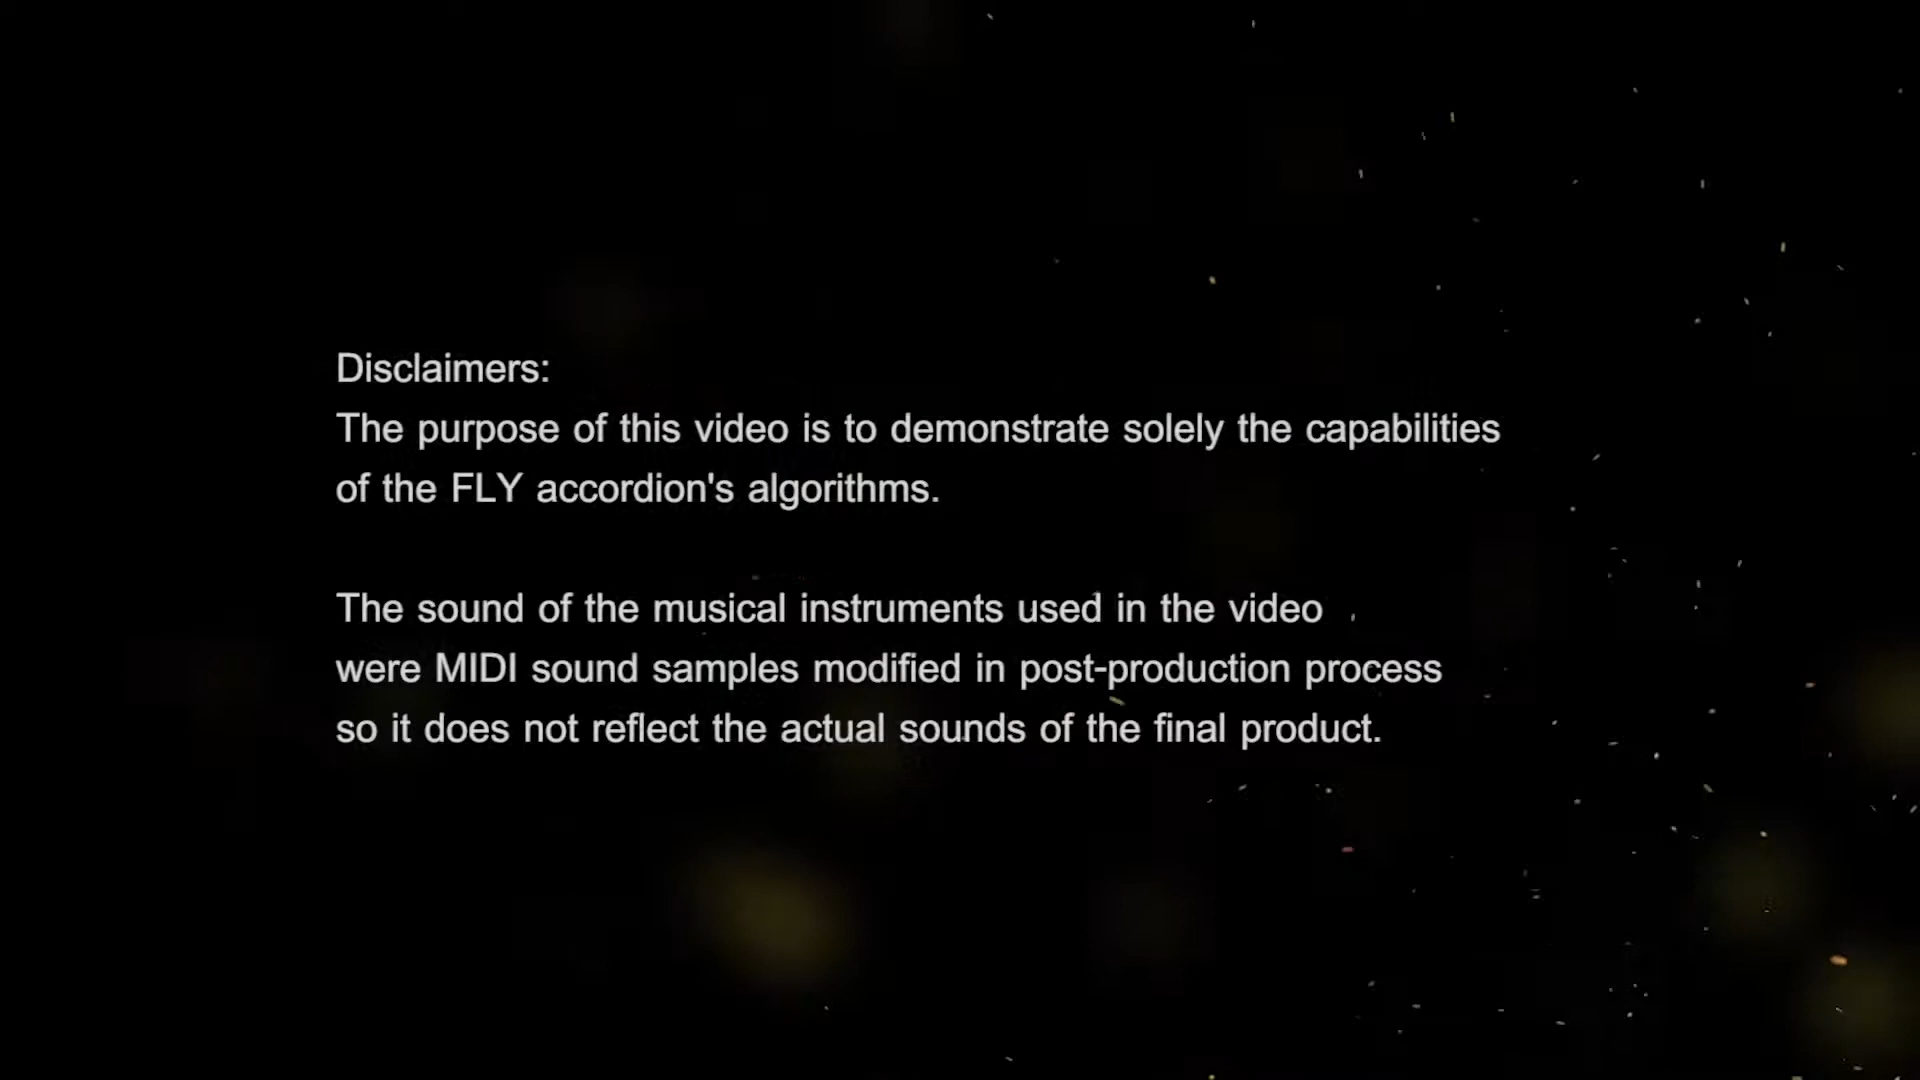 Disclaimers:
The purpose of this video is to demonstrate solely the capabilities
of the FLY accordion's algorithms.
The sound of the musical instruments used in the video
were MIDI sound samples modified in post-production process
so it does not reflect the actual sounds of the final product.